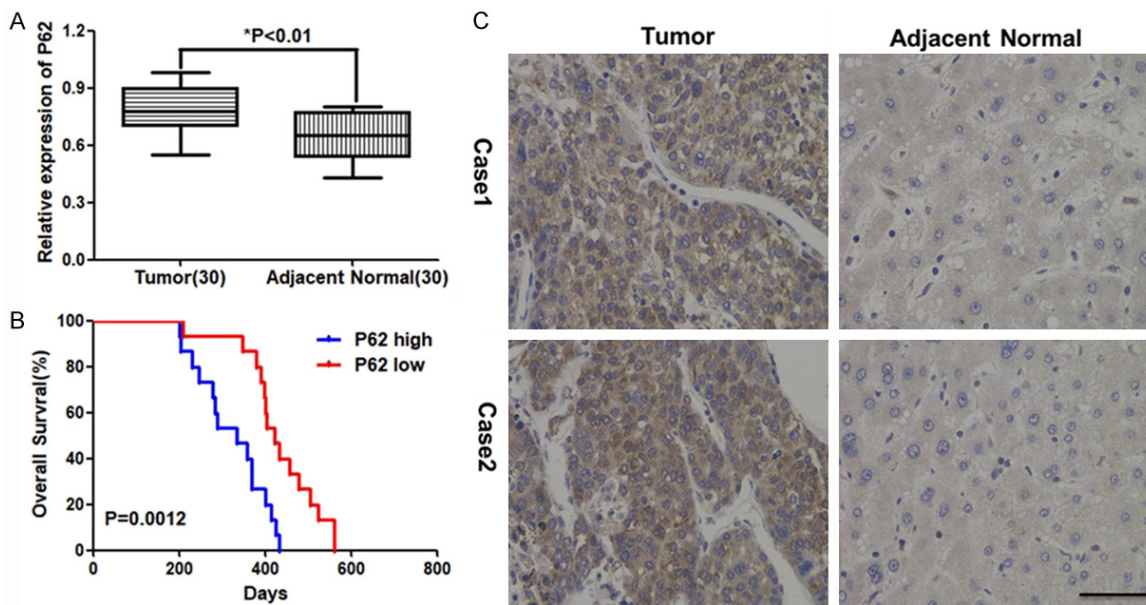 A
*P<0.01
Relative expression of P62
1.2
0.9
0.6
0.3
0.0
Tumor(30)
Adjacent Normal(30)
B
P62 high
P62 low
Overall Survral(%)
100
80
60
40
20
0
P=0.0012
0
200
400
600
800
Days
C
Tumor
Adjacent Normal
Case1
Case2